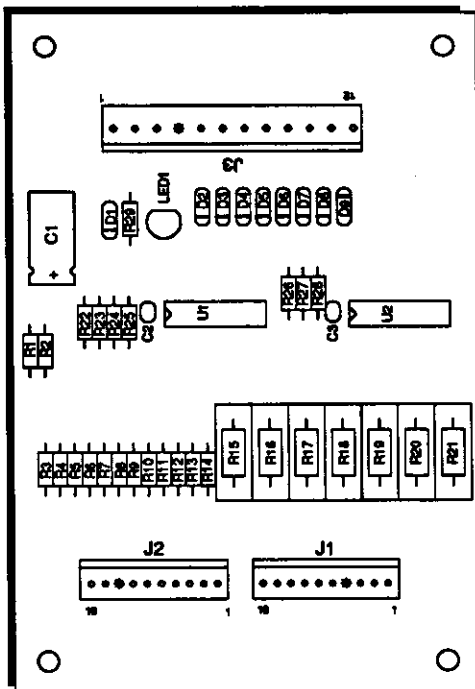 1 12
J3
LED1
D1 R29 D2 D3 D4 D5 D6 D7 D8 D9
C1
+
R22 R23 R24 R25 C2 U1 R26 R27 R28 C3 U2
R1 R2
R3 R4 R5 R6 R7 R8 R9 R10 R11 R12 R13 R14 R15 R16 R17 R18 R19 R20 R21
J2 J1
10 1 10 1